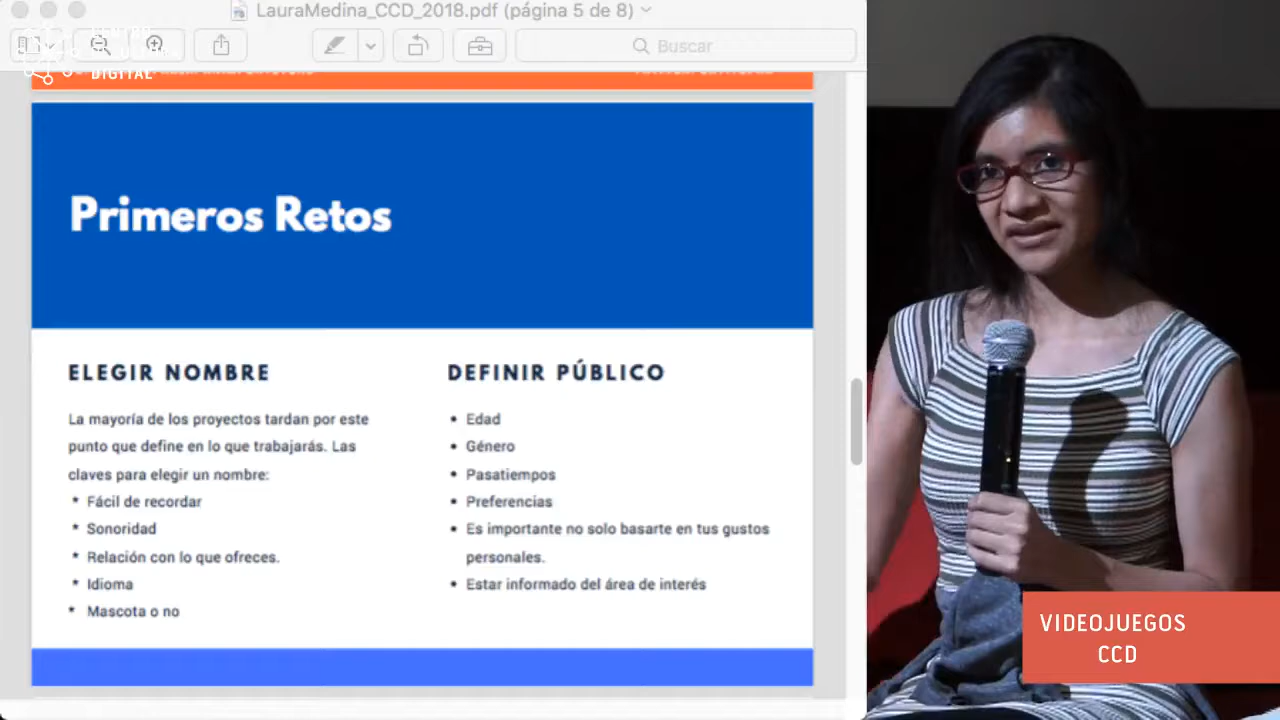 LauraMedina_CCD_2018.pdf (página 5 de 8)
Buscar
DIGITAL
Primeros Retos
ELEGIR NOMBRE
La mayoría de los proyectos tardan por este
punto que define en lo que trabajarás. Las
claves para elegir un nombre:
* Fácil de recordar
* Sonoridad
* Relación con lo que ofreces.
* Idioma
* Mascota o no
DEFINIR PÚBLICO
• Edad
• Género
• Pasatiempos
• Preferencias
• Es importante no solo basarte en tus gustos
personales.
• Estar informado del área de interés
VIDEOJUEGOS
CCD